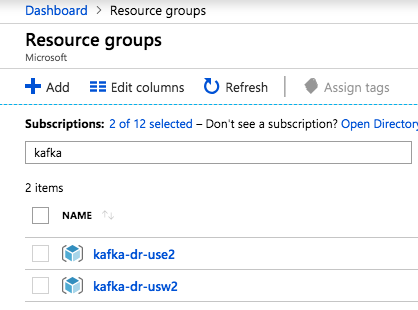 Dashboard > Resource groups
Resource groups
Microsoft
Add Edit columns Refresh Assign tags
Subscriptions: 2 of 12 selected – Don't see a subscription? Open Directory
kafka
2 items
NAME
kafka-dr-use2
kafka-dr-usw2